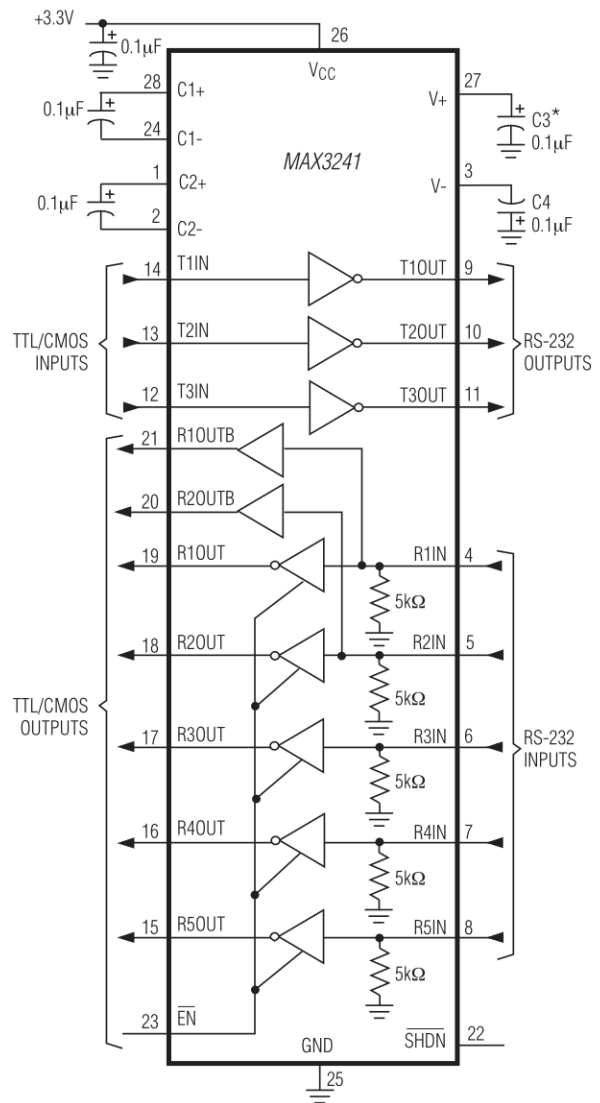 +3.3V
26
+
0.1µF
VCC
28
C1+
V+
27
0.1µF
+
+
C3*
0.1µF
24
C1-
MAX3241
1
C2+
V-
3
0.1µF
+
C4
+
0.1µF
2
C2-
14
T1IN
T1OUT
9
TTL/CMOS
INPUTS
13
T2IN
T2OUT
10
RS-232
OUTPUTS
12
T3IN
T3OUT
11
21
R1OUTB
20
R2OUTB
19
R1OUT
R1IN
4
5kΩ
18
R2OUT
R2IN
5
5kΩ
TTL/CMOS
OUTPUTS
17
R3OUT
R3IN
6
RS-232
INPUTS
5kΩ
16
R4OUT
R4IN
7
5kΩ
15
R5OUT
R5IN
8
5kΩ
23
EN
GND
SHDN
22
25